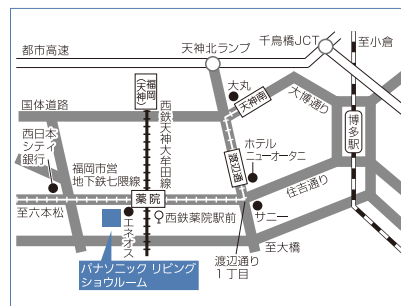 千鳥橋JCT
至小倉
都市高速
天神北ランプ
大丸
福岡
(天神)
天神南
大博通り
国体道路
西鉄天神大牟田線
博多駅
西日本
シティ
銀行
福岡市営
地下鉄七隈線
渡辺通
ホテル
ニューオータニ
住吉通り
薬院
至六本松
エネオス
西鉄薬院駅前
サニー
渡辺通り
1丁目
至大橋
パナソニック リビング
ショウルーム